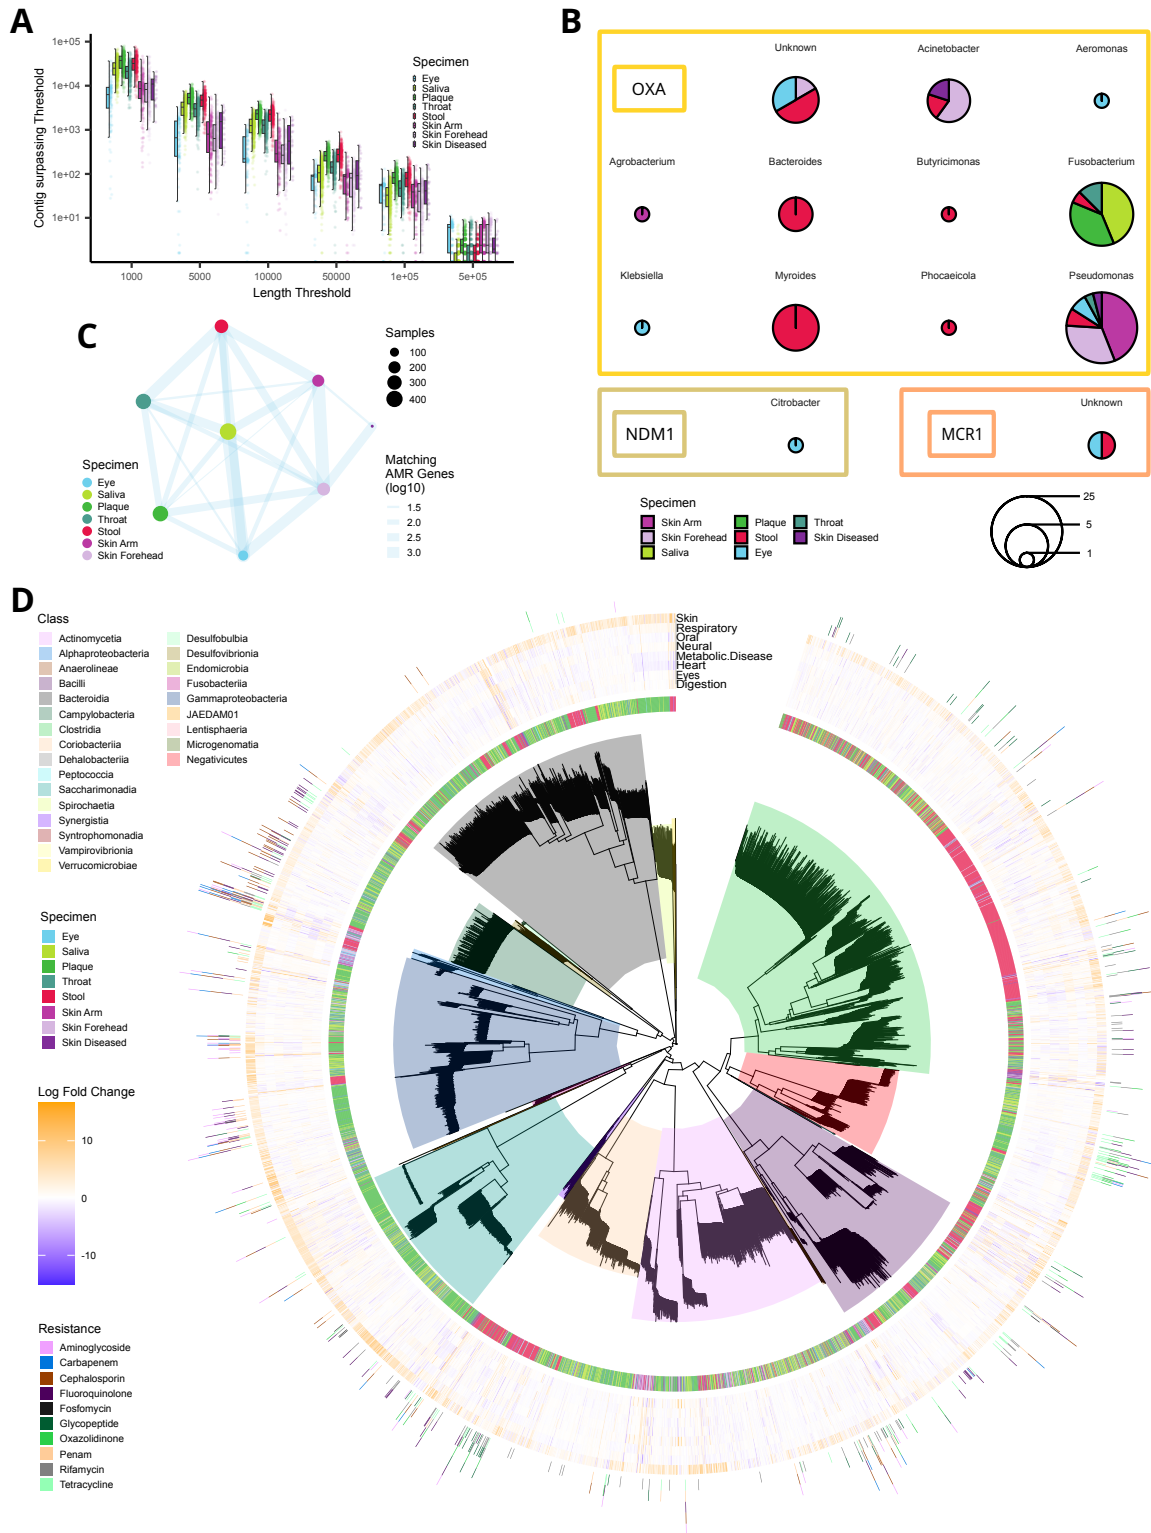 A
Contig surpassing Threshold
1e+05
1e+04
1e+03
1e+02
1e+01
1000
5000
10000
50000
1e+05
5e+05
Length Threshold
Specimen
Eye
Saliva
Plaque
Throat
Stool
Skin Arm
Skin Forehead
Skin Diseased
B
OXA
Unknown
Acinetobacter
Aeromonas
Agrobacterium
Bacteroides
Butyricimonas
Fusobacterium
Klebsiella
Myroides
Phocaeicola
Pseudomonas
NDM1
Citrobacter
MCR1
Unknown
Specimen
Skin Arm
Skin Forehead
Saliva
Plaque
Stool
Eye
Throat
Skin Diseased
25
5
1
C
Samples
100
200
300
400
Matching
AMR Genes
(log10)
1.5
2.0
2.5
3.0
Specimen
Eye
Saliva
Plaque
Throat
Stool
Skin Arm
Skin Forehead
D
Class
Actinomycetia
Alphaproteobacteria
Anaerolineae
Bacilli
Bacteroidia
Campylobacteria
Clostridia
Coriobacteriia
Dehalobacteriia
Peptococcia
Saccharimonadia
Spirochaetia
Synergistia
Syntrophomonadia
Vampirovibrionia
Verrucomicrobiae
Desulfobulbia
Desulfovibrionia
Endomicrobia
Fusobacteriia
Gammaproteobacteria
JAEDAM01
Lentisphaeria
Microgenomatia
Negativicutes
Skin
Respiratory
Oral
Neural
Metabolic.Disease
Heart
Eyes
Digestion
Specimen
Eye
Saliva
Plaque
Throat
Stool
Skin Arm
Skin Forehead
Skin Diseased
Log Fold Change
10
0
-10
Resistance
Aminoglycoside
Carbapenem
Cephalosporin
Fluoroquinolone
Fosfomycin
Glycopeptide
Oxazolidinone
Penam
Rifamycin
Tetracycline